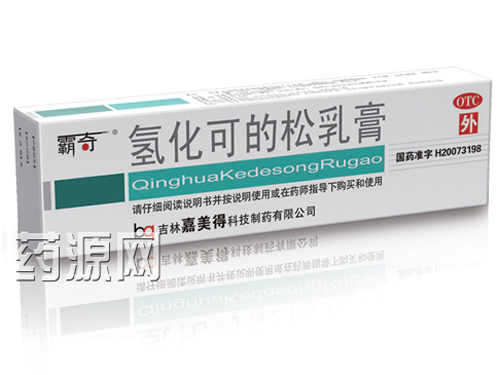 霸奇®
氢化可的松乳膏
QinghuaKedesongRugao
请仔细阅读说明书并按说明使用或在药师指导下购买和使用
吉林嘉美得科技制药有限公司
OTC
外
国药准字 H20073198
药源网